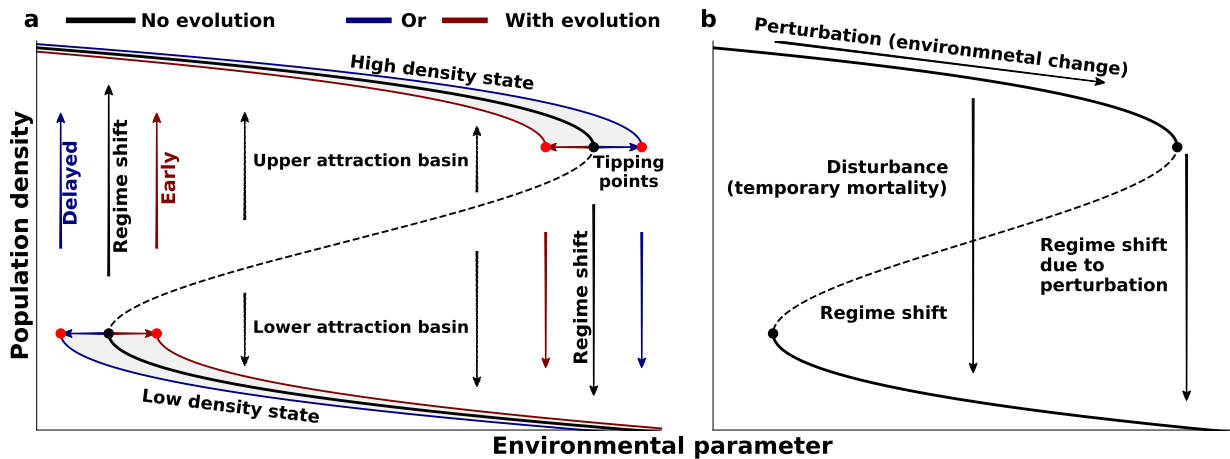 a
No evolution
Or
With evolution
High density state
Delayed
Regime shift
Early
Upper attraction basin
Tipping
points
Population density
Lower attraction basin
Regime shift
Low density state
b
Perturbation (environmnetal change)
Disturbance
(temporary mortality)
Regime shift
due to
perturbation
Regime shift
Environmental parameter